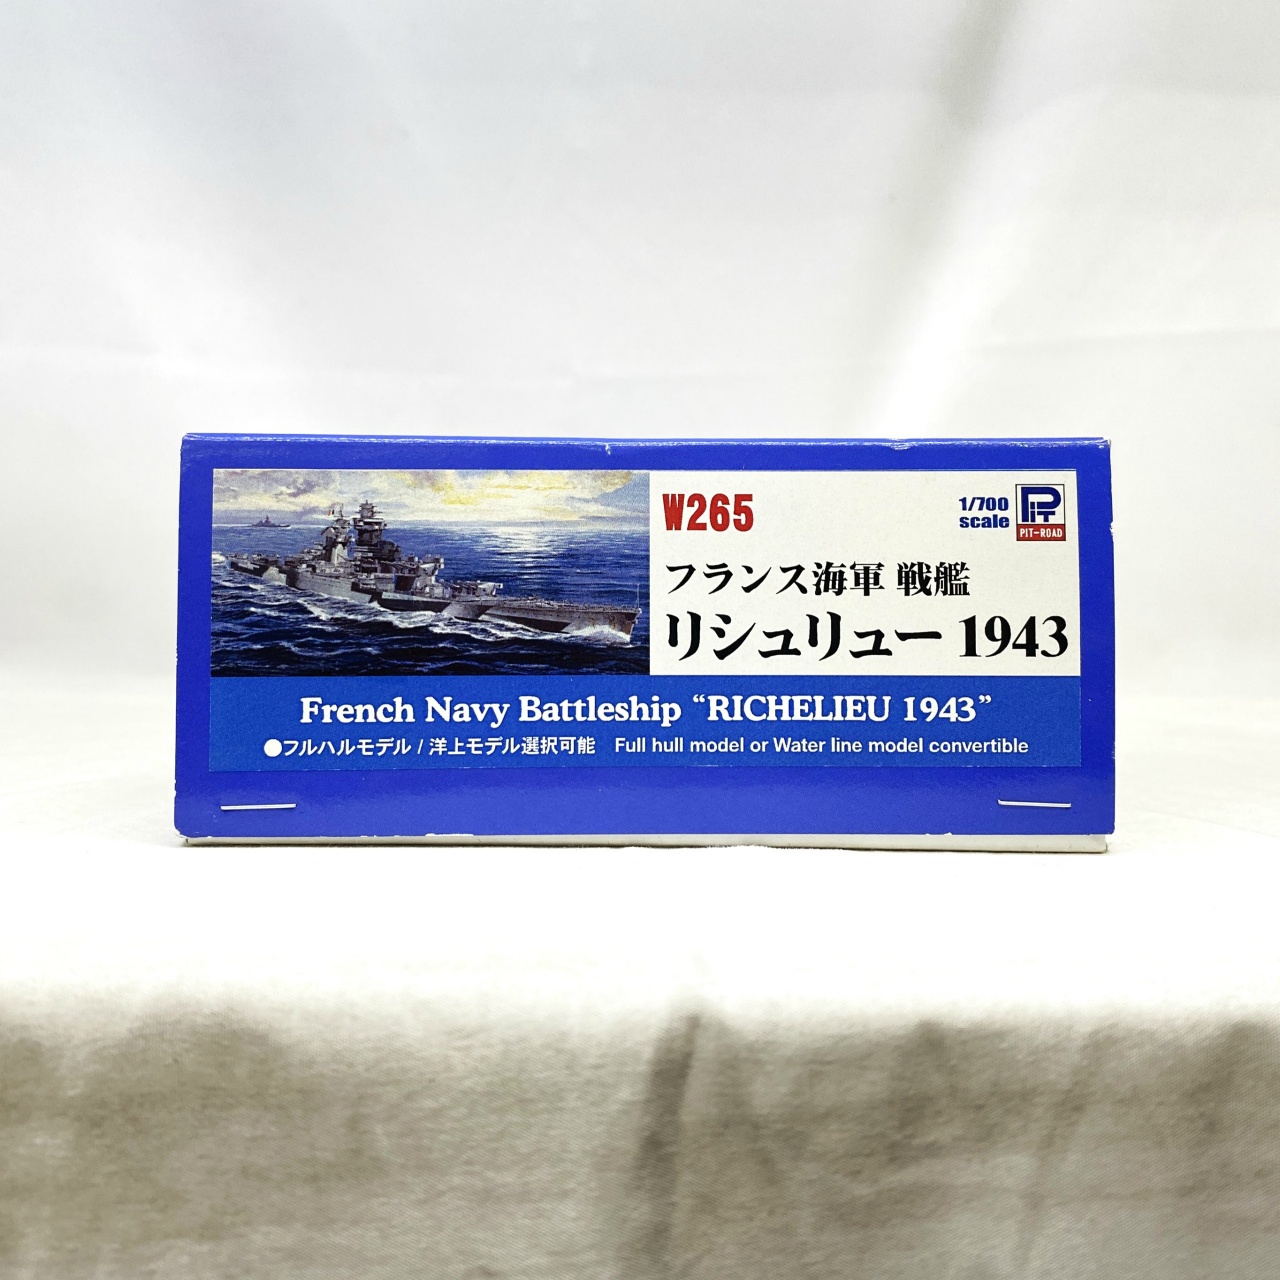 W265
1/700
scale
PiT
PIT-ROAD
フランス海軍 戦艦
リシュリュー 1943
French Navy Battleship “RICHELIEU 1943”
●フルハルモデル / 洋上モデル選択可能 Full hull model or Water line model convertible